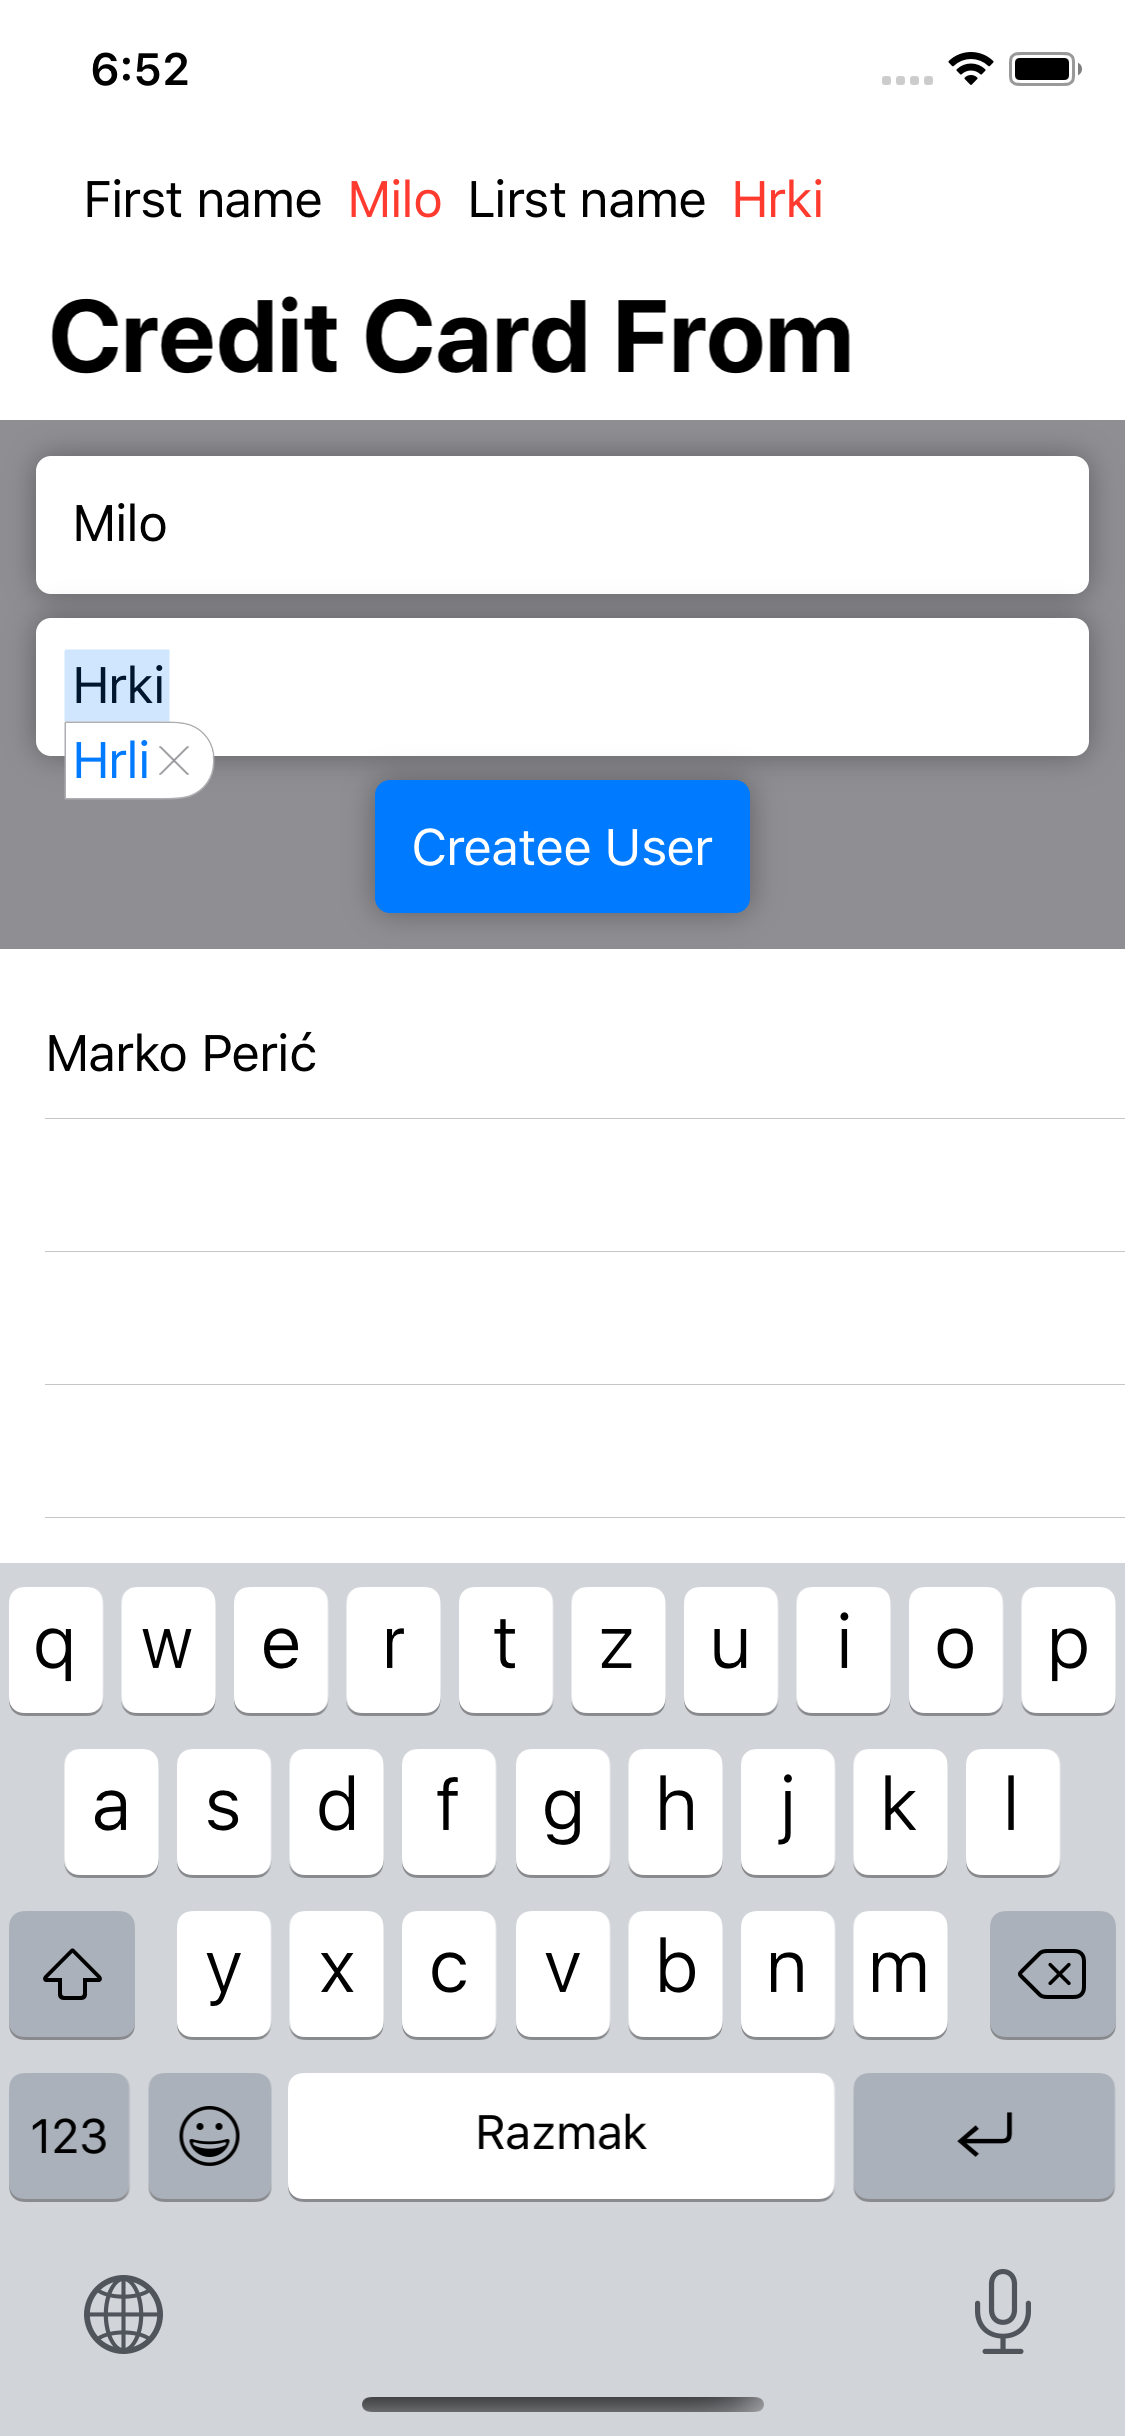 6:52
First name Milo Lirst name Hrki
Credit Card From
Milo
Hrki
Hrli
Createe User
Marko Perić
q w e r t z u i o p
a s d f g h j k l
y x c v b n m
123 Razmak